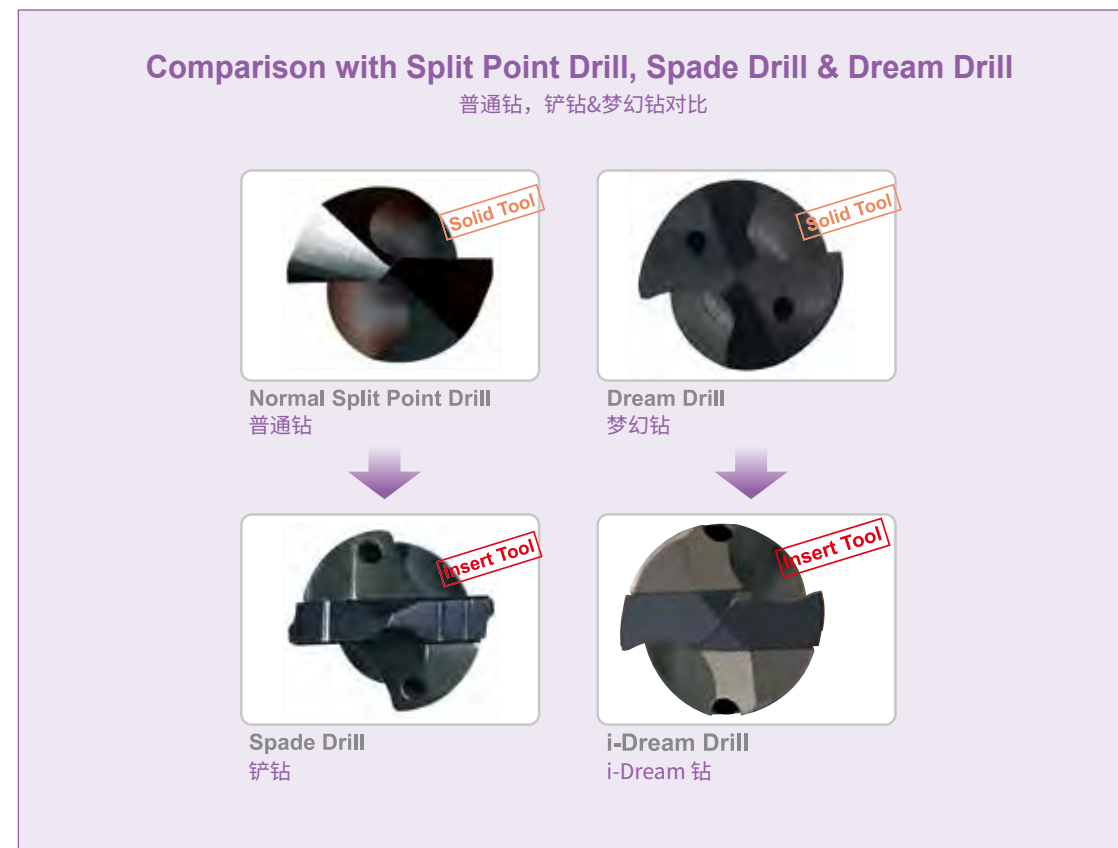 Comparison with Split Point Drill, Spade Drill & Dream Drill
普通钻，铲钻&梦幻钻对比
Solid Tool
Solid Tool
Normal Split Point Drill
普通钻
Dream Drill
梦幻钻
Insert Tool
Insert Tool
Spade Drill
铲钻
i-Dream Drill
i-Dream 钻